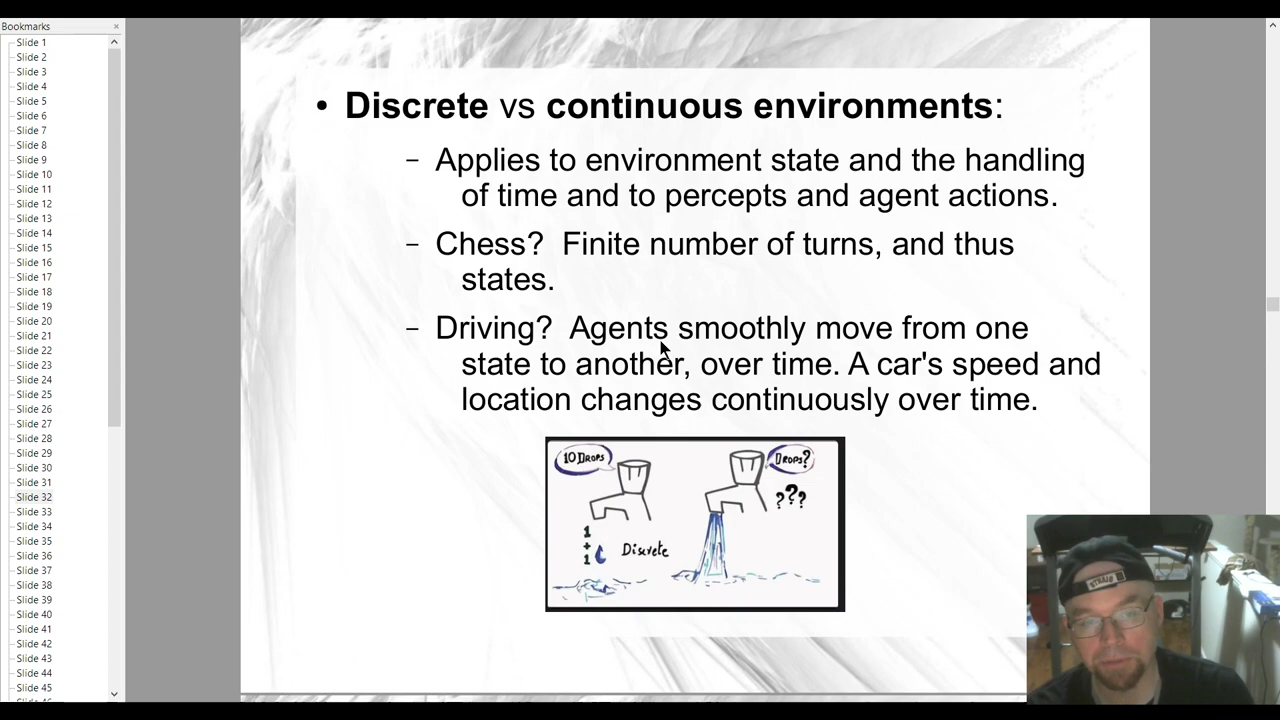 Bookmarks
Slide 1
Slide 2
Slide 3
Slide 4
Slide 5
Slide 6
Slide 7
Slide 8
Slide 9
Slide 10
Slide 11
Slide 12
Slide 13
Slide 14
Slide 15
Slide 16
Slide 17
Slide 18
Slide 19
Slide 20
Slide 21
Slide 22
Slide 23
Slide 24
Slide 25
Slide 26
Slide 27
Slide 28
Slide 29
Slide 30
Slide 31
Slide 32
Slide 33
Slide 34
Slide 35
Slide 36
Slide 37
Slide 38
Slide 39
Slide 40
Slide 41
Slide 42
Slide 43
Slide 44
Slide 45
• Discrete vs continuous environments:
– Applies to environment state and the handling
of time and to percepts and agent actions.
– Chess?  Finite number of turns, and thus
states.
– Driving?  Agents smoothly move from one
state to another, over time. A car's speed and
location changes continuously over time.
10 DROPS
DROPS?
???
1
+
1
Discrete